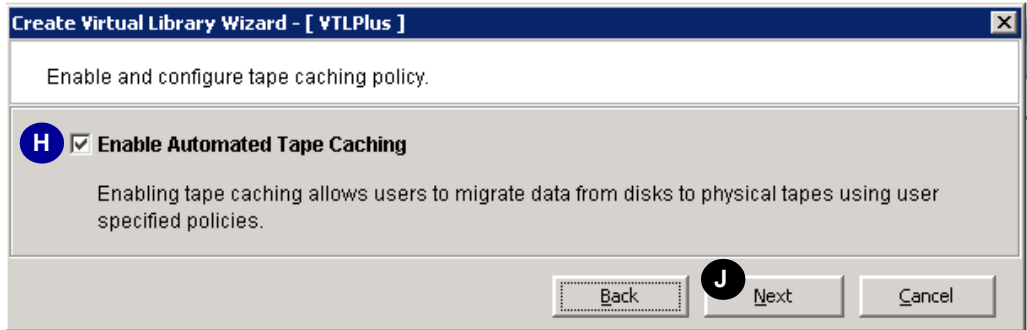 Create Virtual Library Wizard - [ VTLPlus ]
Enable and configure tape caching policy.
H Enable Automated Tape Caching
Enabling tape caching allows users to migrate data from disks to physical tapes using user
specified policies.
Back J Next Cancel